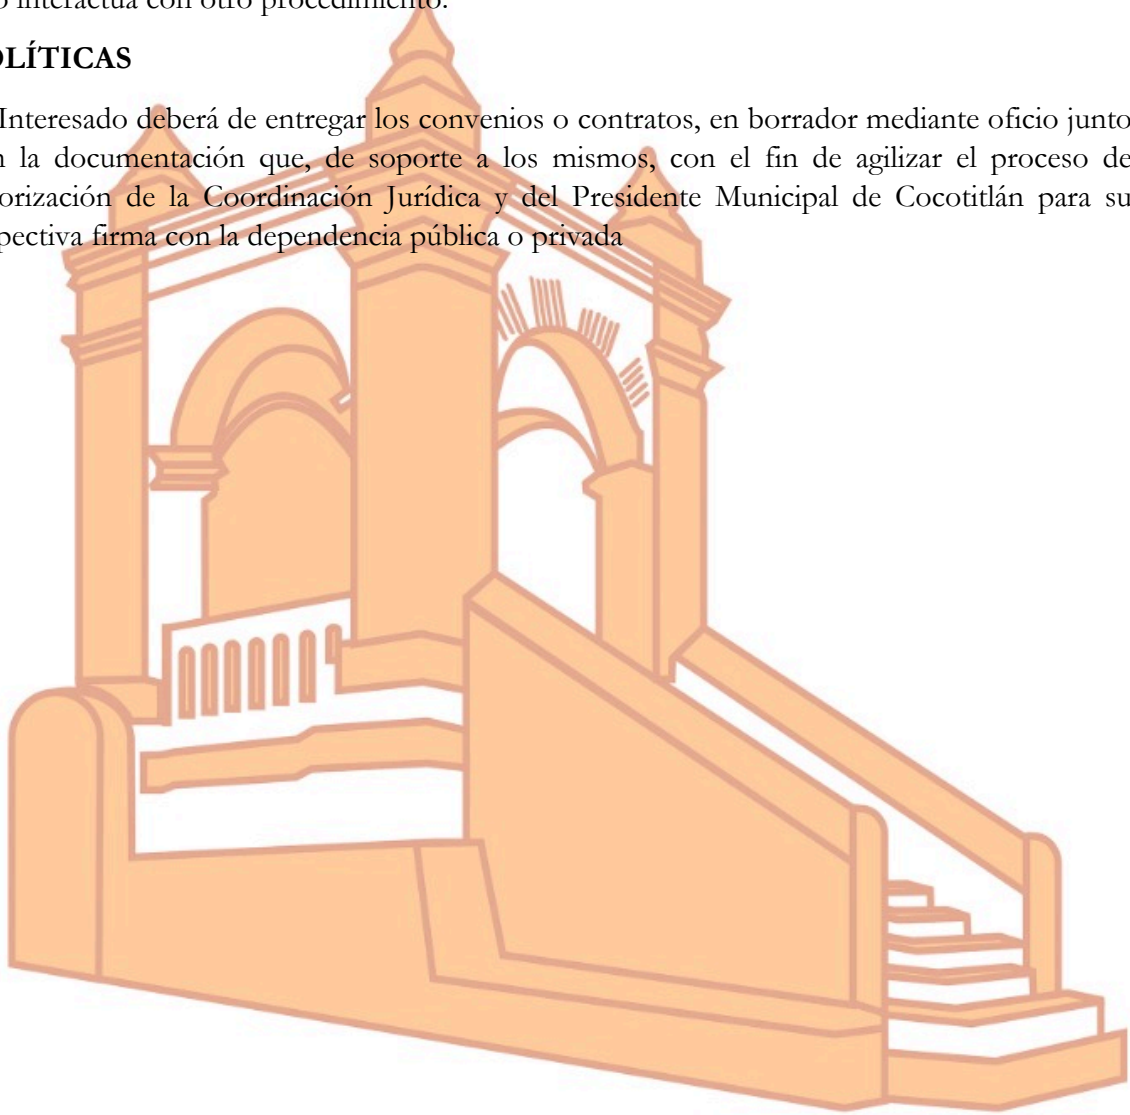 interactúa con otro procedimiento.
OLÍTICAS
Interesado deberá de entregar los convenios o contratos, en borrador mediante oficio junto
la documentación que, de soporte a los mismos, con el fin de agilizar el proceso de
orización de la Coordinación Jurídica y del Presidente Municipal de Cocotitlán para su
pectiva firma con la dependencia pública o privada